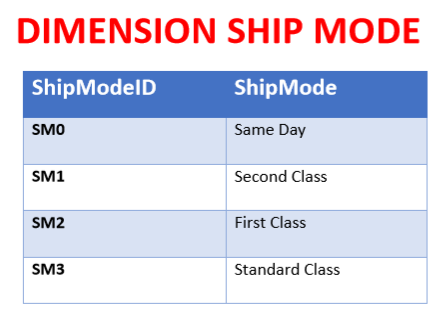 DIMENSION SHIP MODE
ShipModeID ShipMode
SM0 Same Day
SM1 Second Class
SM2 First Class
SM3 Standard Class